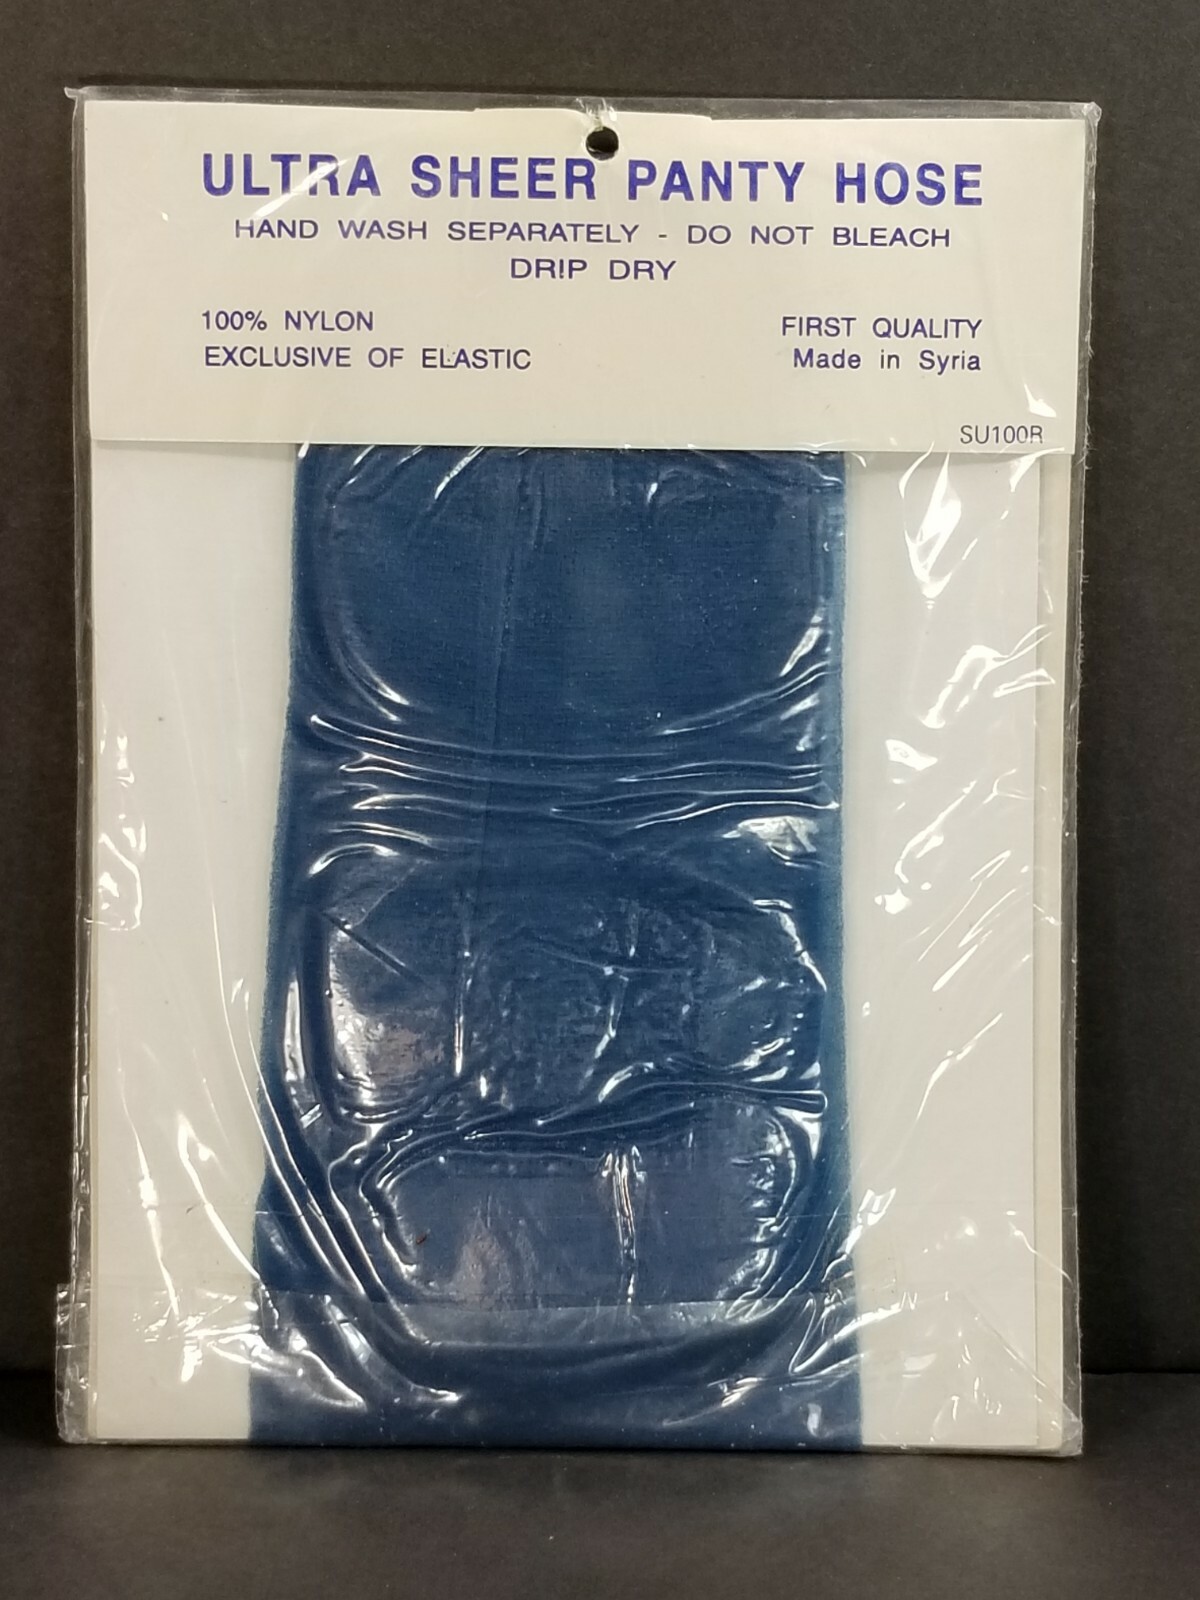 ULTRA SHEER PANTY HOSE
HAND WASH SEPARATELY - DO NOT BLEACH
DRIP DRY
100% NYLON
EXCLUSIVE OF ELASTIC
FIRST QUALITY
Made in Syria
SU100R